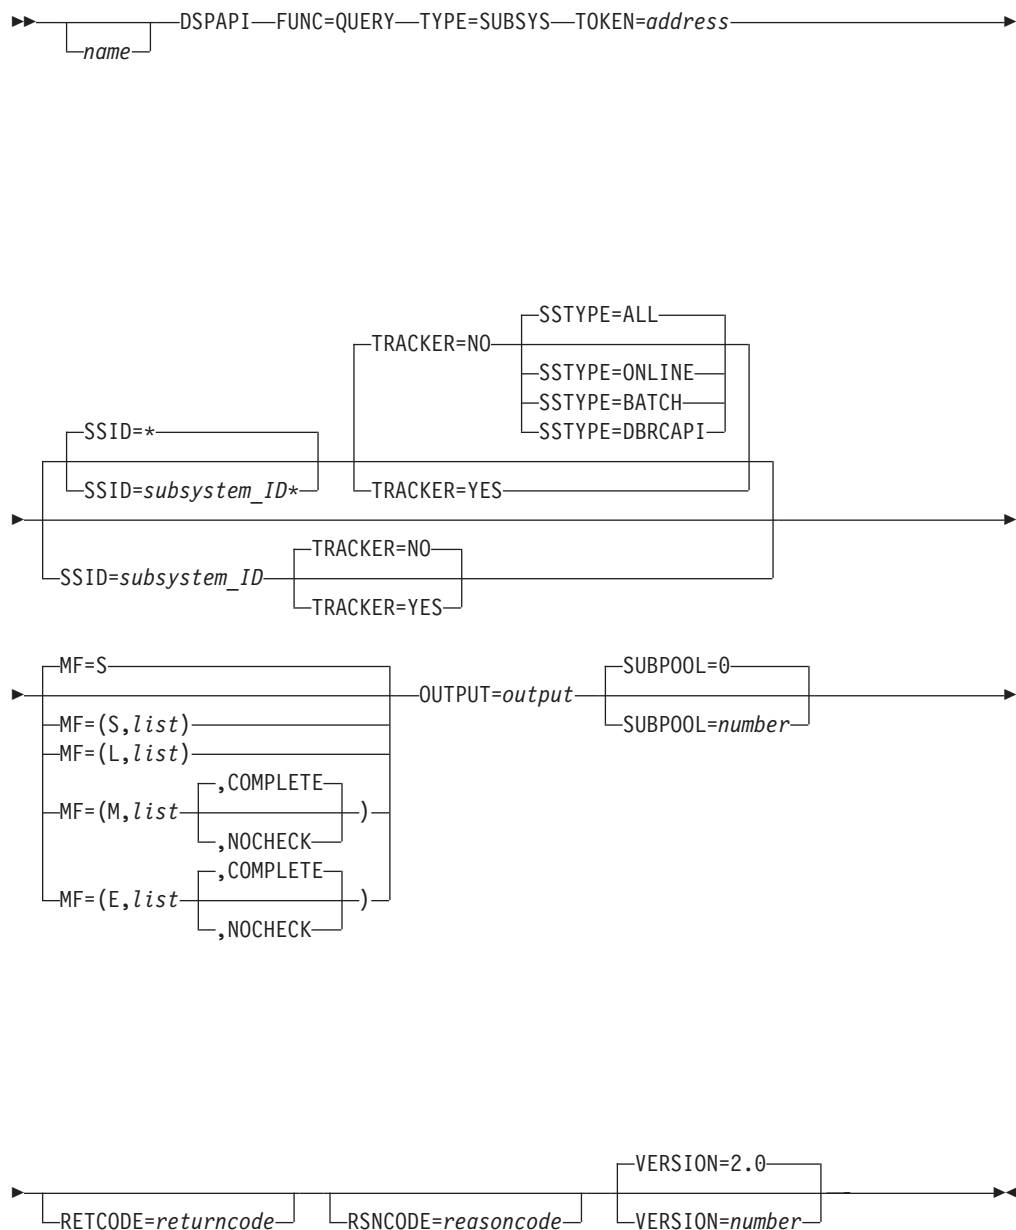 DSPAPI FUNC=QUERY TYPE=SUBSYS TOKEN=address
name
SSTYPE=ALL
TRACKER=NO
SSTYPE=ONLINE
SSTYPE=BATCH
SSID=* SSTYPE=DBRCAPI
SSID=subsystem_ID* TRACKER=YES
TRACKER=NO
SSID=subsystem_ID
TRACKER=YES
MF=S SUBPOOL=0
OUTPUT=output
MF=(S,list) SUBPOOL=number
MF=(L,list)
,COMPLETE
MF=(M,list )
,NOCHECK
,COMPLETE
MF=(E,list )
,NOCHECK
VERSION=2.0
RETCODE=returncode RSNCODE=reasoncode VERSION=number